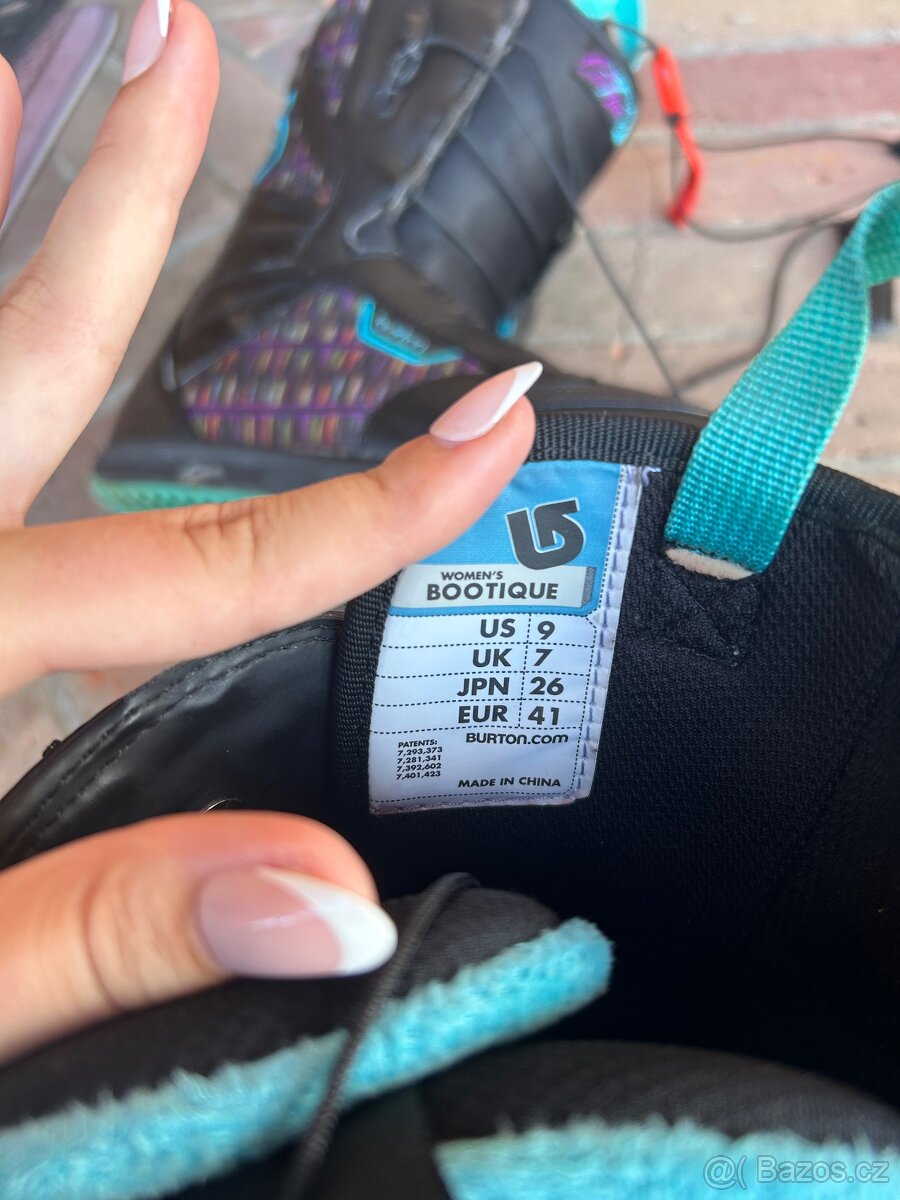 BURTON
WOMEN'S
BOOTIQUE
US 9
UK 7
JPN 26
EUR 41
BURTON.COM
PATENTS:
7,293,373
7,281,341
7,392,602
7,401,423
MADE IN CHINA
@( Bazos.cz